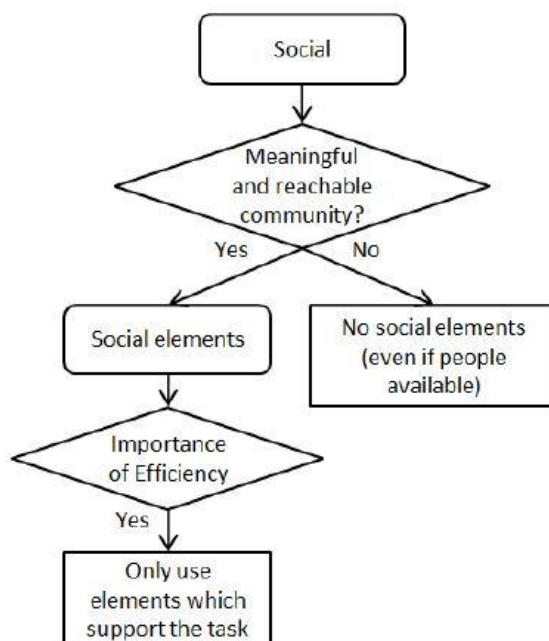 Social
Meaningful
and reachable
community?
Yes
No
Social elements
No social elements
(even if people
available)
Importance
of Efficiency
Yes
Only use
elements which
support the task